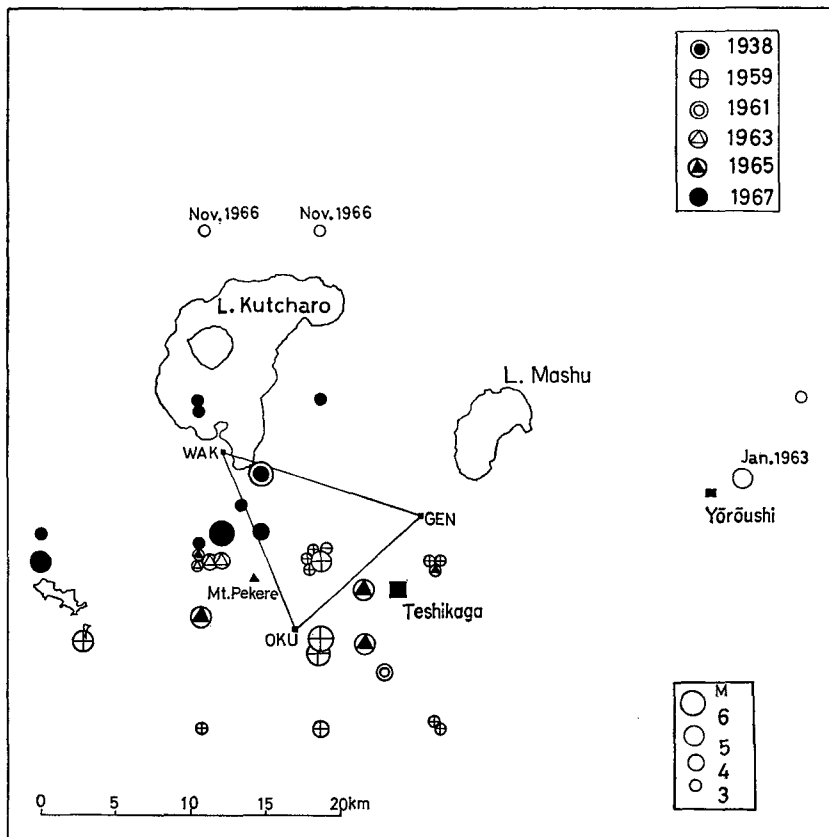 1938
1959
1961
1963
1965
1967
Nov, 1966
Nov. 1966
L. Kutcharo
L. Mashu
WAK
Jan. 1963
GEN
Yōrōushi
Mt. Pekere
Teshikaga
OKU
M
6
5
4
3
0 5 10 15 20km